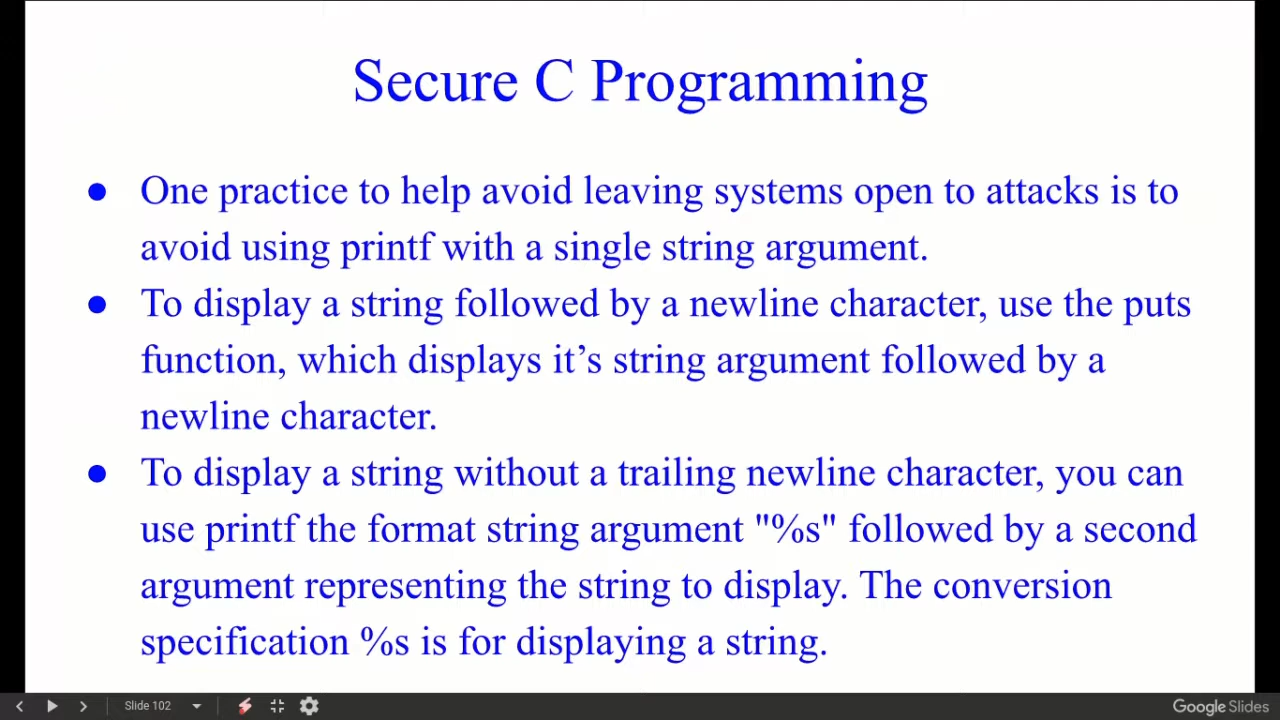 Secure C Programming
● One practice to help avoid leaving systems open to attacks is to
avoid using printf with a single string argument.
● To display a string followed by a newline character, use the puts
function, which displays it’s string argument followed by a
newline character.
● To display a string without a trailing newline character, you can
use printf the format string argument "%s" followed by a second
argument representing the string to display. The conversion
specification %s is for displaying a string.
Slide 102
Google Slides